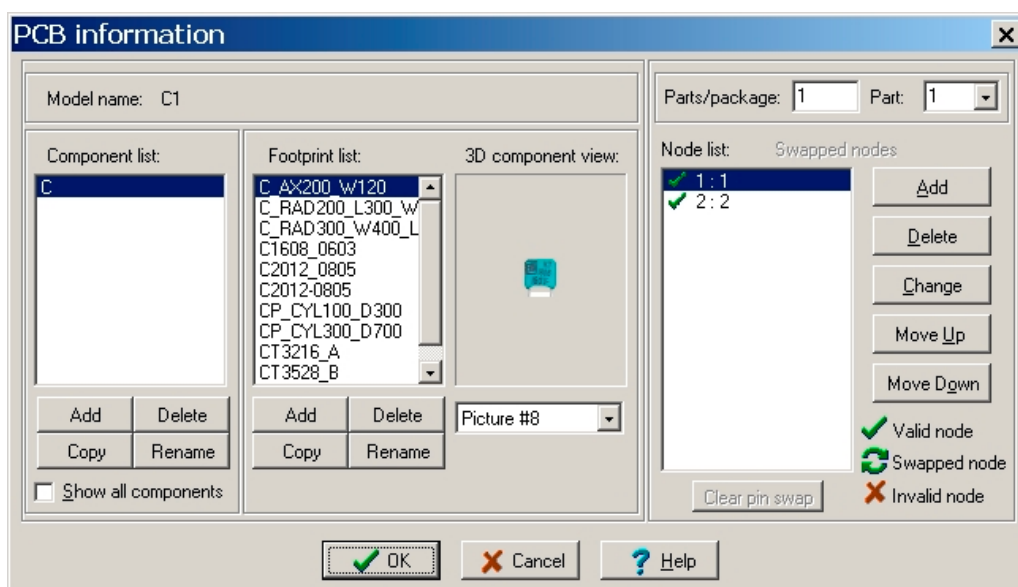 PCB information
Model name: C1
Parts/package: 1 Part: 1
Component list:
C
Add Delete
Copy Rename
Show all components
Footprint list:
C_AX200_W120
C_RAD200_L300_W
C_RAD300_W400_L
C1608_0603
C2012_0805
C2012-0805
CP_CYL100_D300
CP_CYL300_D700
CT3216_A
CT3528_B
Add Delete
Copy Rename
3D component view:
Picture #8
Node list: Swapped nodes
1 : 1
2 : 2
Add
Delete
Change
Move Up
Move Down
Valid node
Swapped node
Invalid node
Clear pin swap
OK Cancel Help